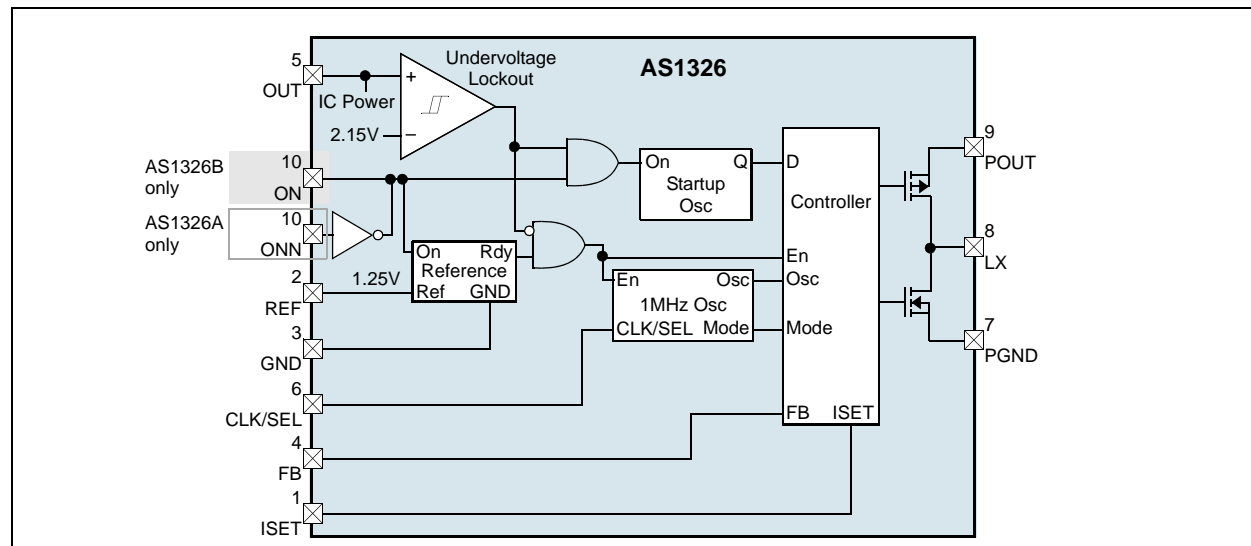 AS1326
5
OUT
IC Power
+
2.15V
−
Undervoltage
Lockout
AS1326B
only
10
ON
AS1326A
only
10
ONN
2
REF
1.25V
On Rdy
Reference
Ref GND
3
GND
6
CLK/SEL
4
FB
1
ISET
On Q
Startup
Osc
En Osc
1MHz Osc
CLK/SEL Mode
D
Controller
En
Osc
Mode
FB ISET
9
POUT
8
LX
7
PGND